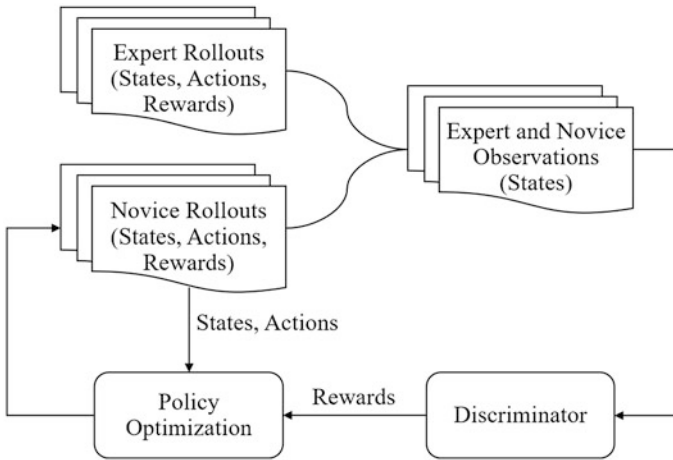 Expert Rollouts
(States, Actions,
Rewards)
Expert and Novice
Observations
(States)
Novice Rollouts
(States, Actions,
Rewards)
States, Actions
Policy
Optimization
Rewards
Discriminator